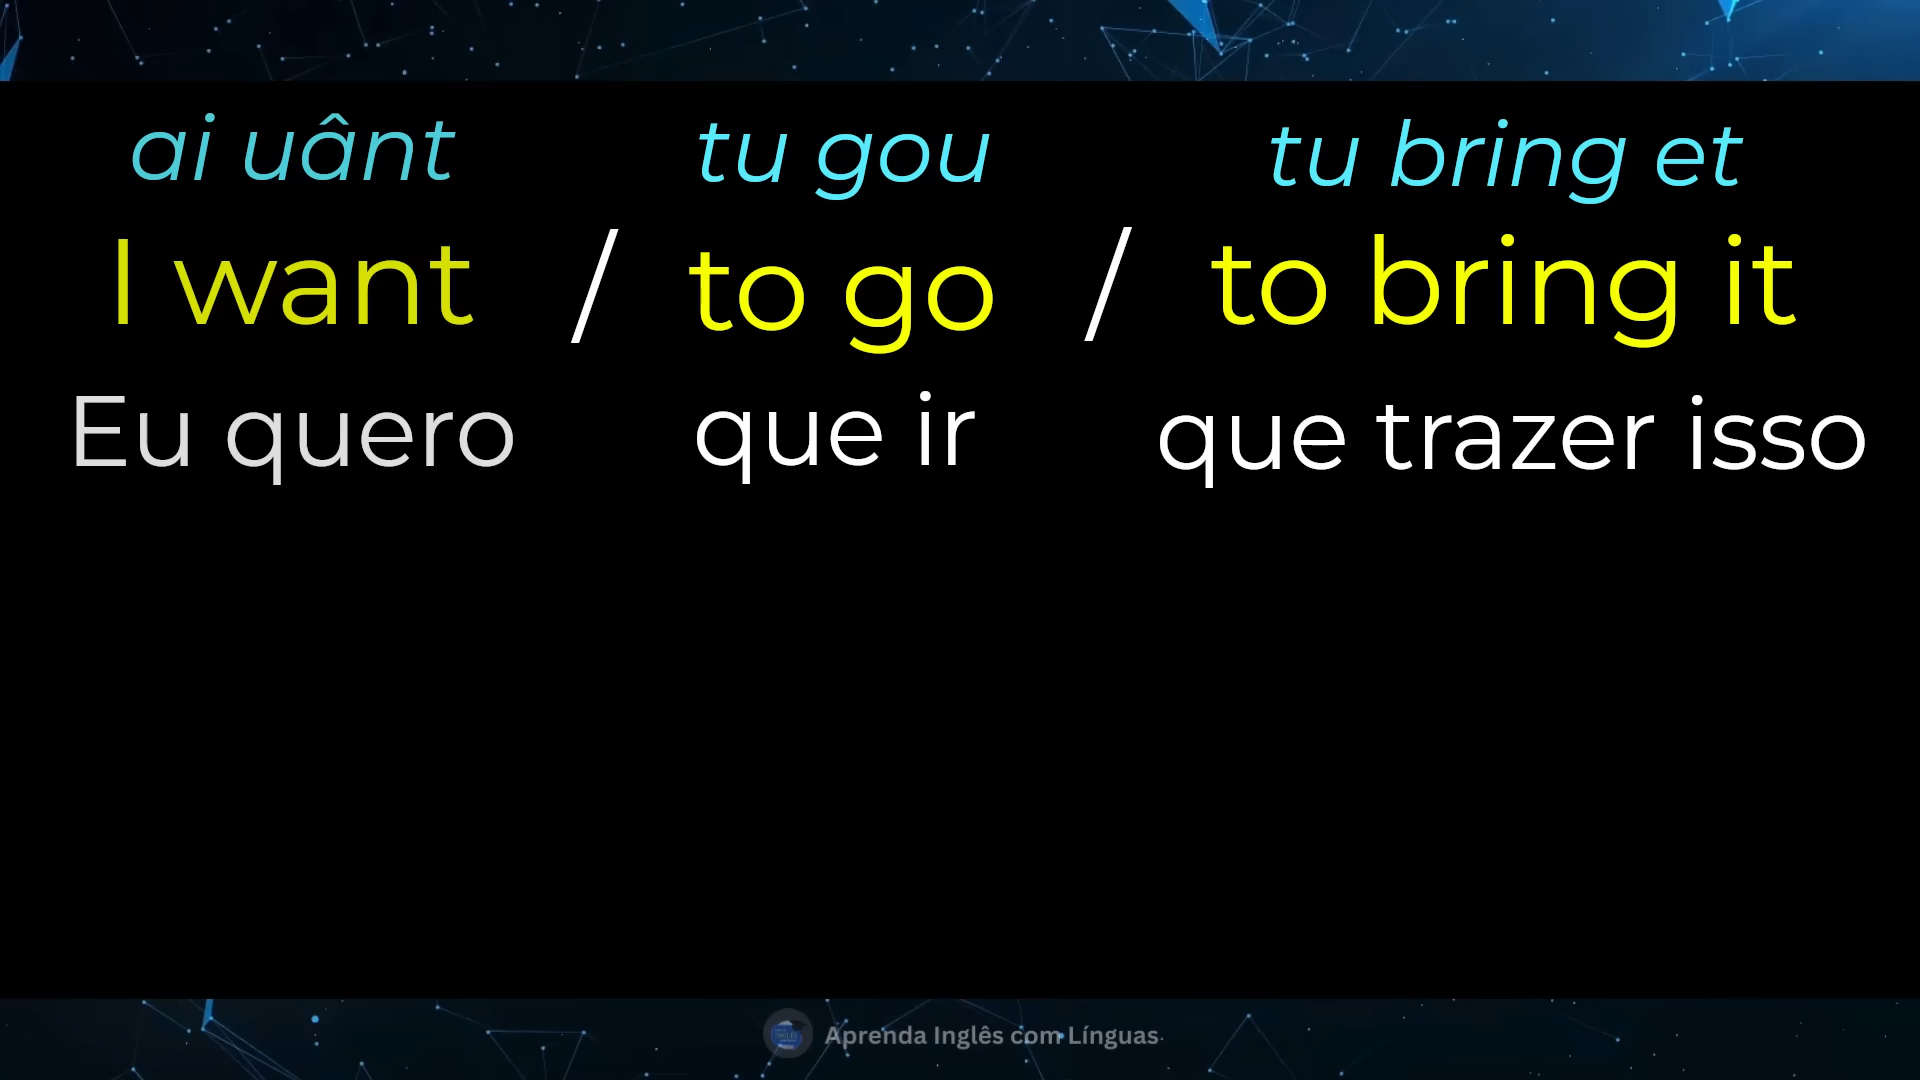 ai uânt tu gou tu bring et
I want / to go / to bring it
Eu quero que ir que trazer isso
Aprenda Inglês com Línguas